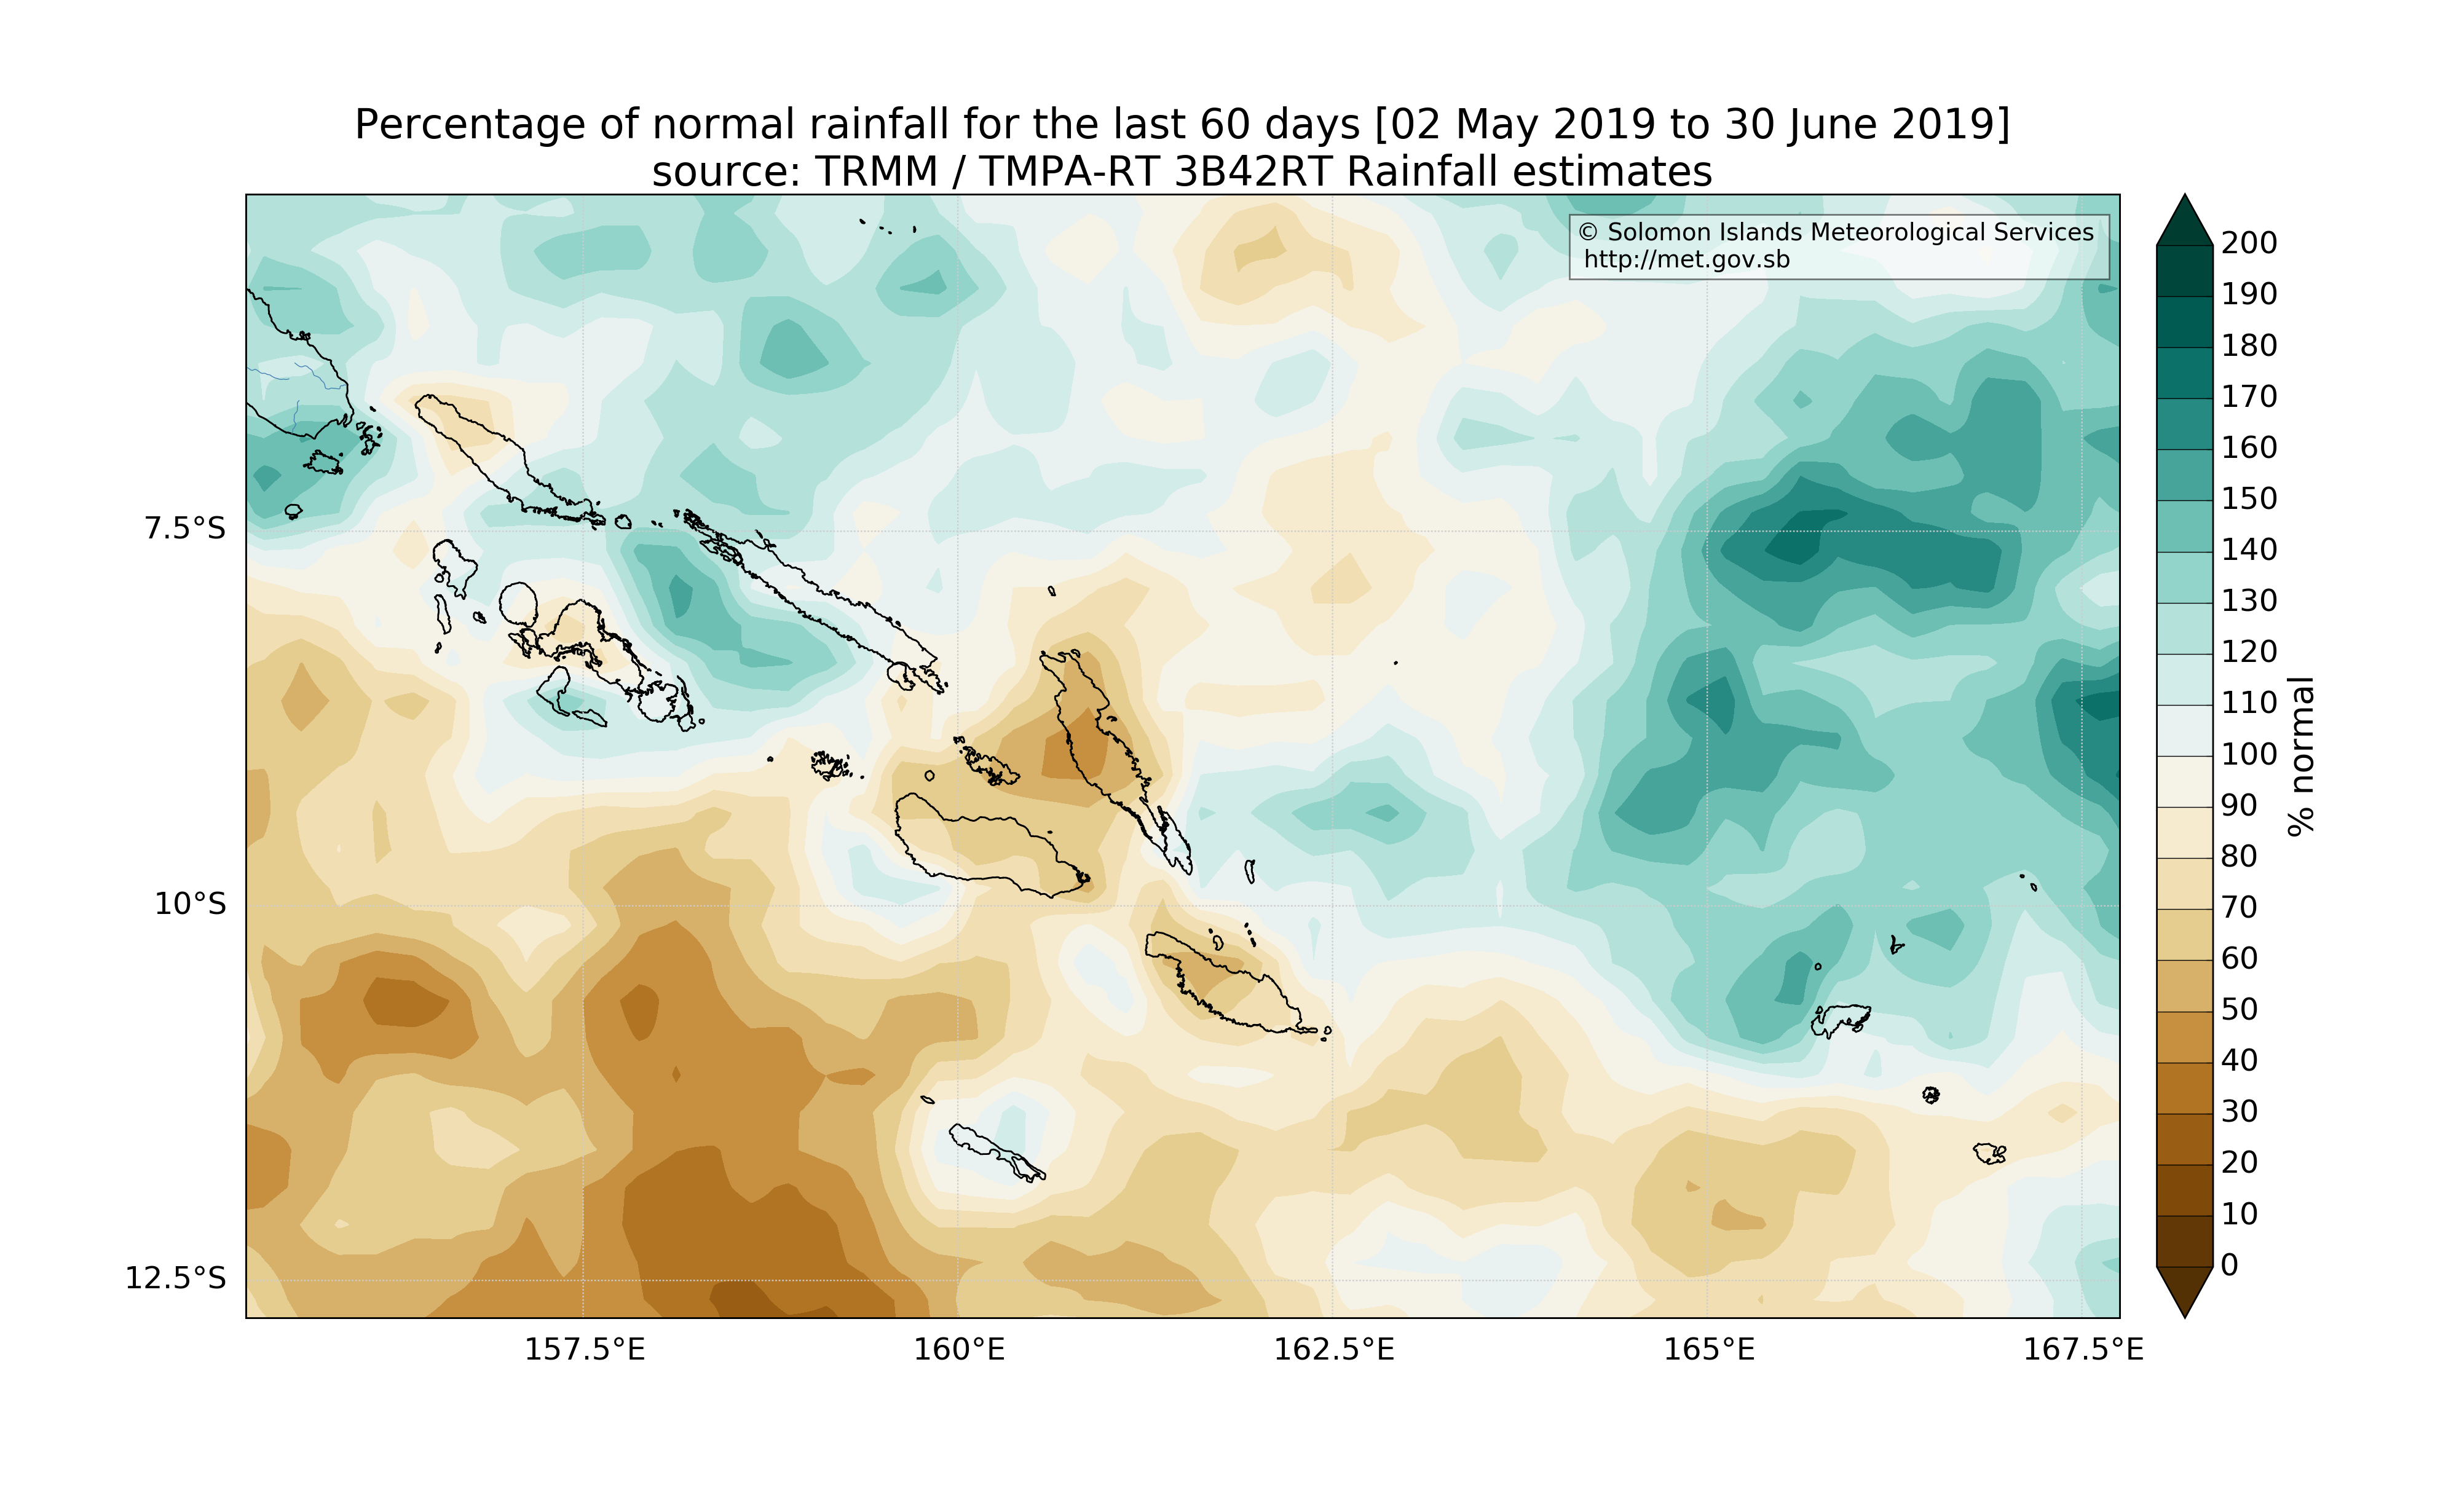 Percentage of normal rainfall for the last 60 days [02 May 2019 to 30 June 2019]
source: TRMM / TMPA-RT 3B42RT Rainfall estimates
© Solomon Islands Meteorological Services
http://met.gov.sb
7.5°S
10°S
12.5°S
157.5°E
160°E
162.5°E
165°E
167.5°E
200
190
180
170
160
150
140
130
120
110
100
90
80
70
60
50
40
30
20
10
0
% normal